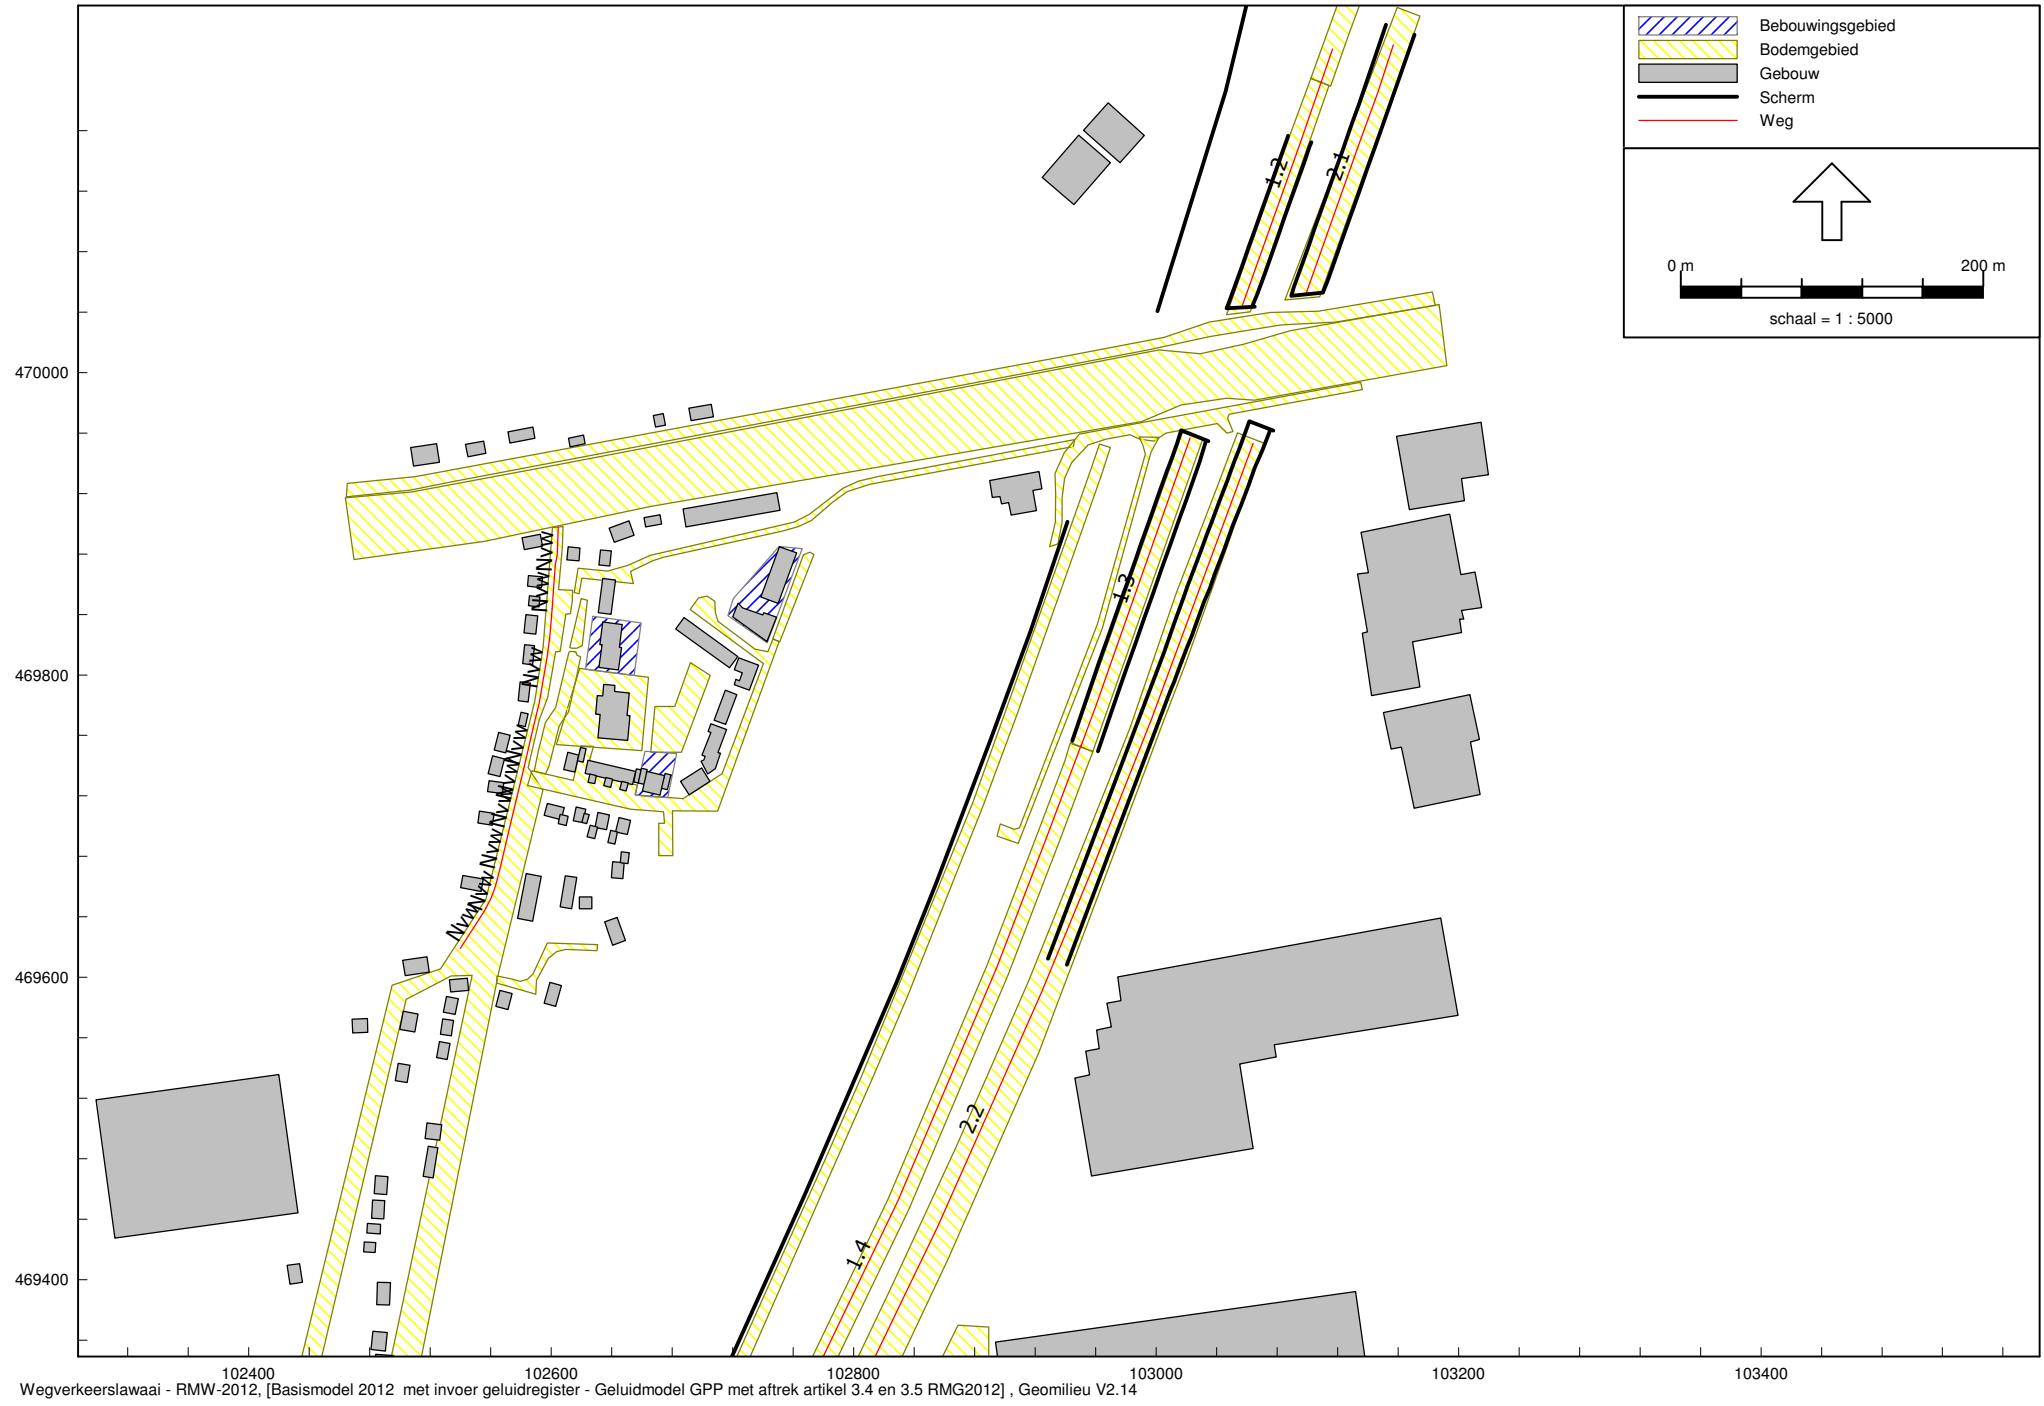 Bebouwingsgebied
Bodemgebied
Gebouw
Scherm
Weg
0 m 200 m
schaal = 1 : 5000
1.2
2.1
470000
1.3
469800
469600
2.2
1.4
469400
102400 102600 102800 103000 103200 103400
Wegverkeerslawaai - RMW-2012, [Basismodel 2012 met invoer geluidregister - Geluidmodel GPP met aftrek artikel 3.4 en 3.5 RMG2012] , Geomilieu V2.14